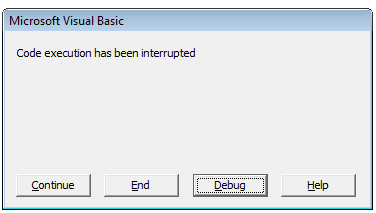 Microsoft Visual Basic
Code execution has been interrupted
Continue End Debug Help